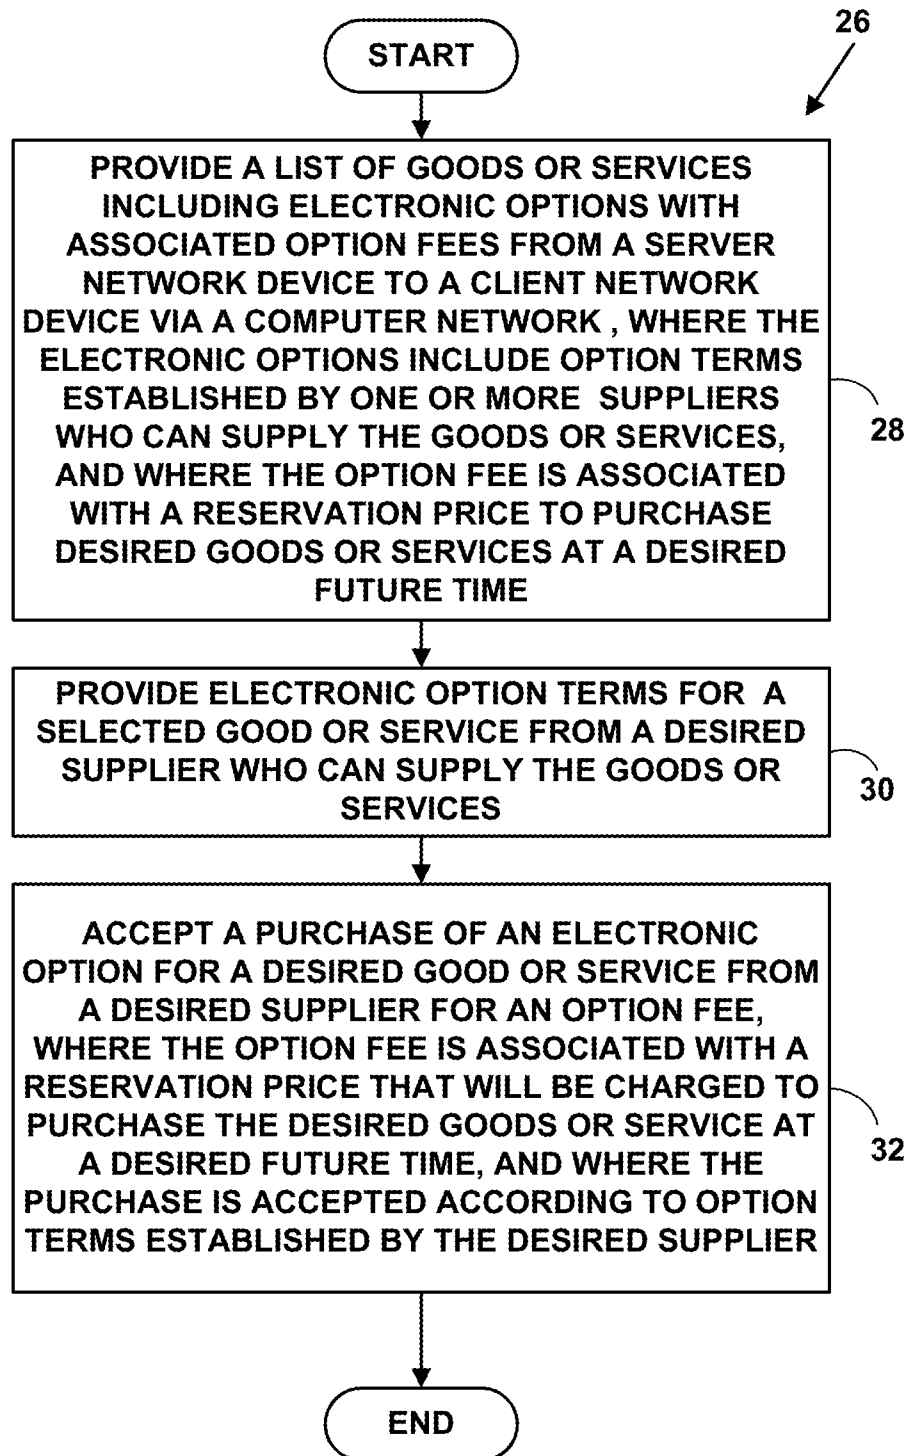 26
START
PROVIDE A LIST OF GOODS OR SERVICES
INCLUDING ELECTRONIC OPTIONS WITH
ASSOCIATED OPTION FEES FROM A SERVER
NETWORK DEVICE TO A CLIENT NETWORK
DEVICE VIA A COMPUTER NETWORK , WHERE THE
ELECTRONIC OPTIONS INCLUDE OPTION TERMS
ESTABLISHED BY ONE OR MORE SUPPLIERS
WHO CAN SUPPLY THE GOODS OR SERVICES,
AND WHERE THE OPTION FEE IS ASSOCIATED
WITH A RESERVATION PRICE TO PURCHASE
DESIRED GOODS OR SERVICES AT A DESIRED
FUTURE TIME
28
PROVIDE ELECTRONIC OPTION TERMS FOR A
SELECTED GOOD OR SERVICE FROM A DESIRED
SUPPLIER WHO CAN SUPPLY THE GOODS OR
SERVICES
30
ACCEPT A PURCHASE OF AN ELECTRONIC
OPTION FOR A DESIRED GOOD OR SERVICE FROM
A DESIRED SUPPLIER FOR AN OPTION FEE,
WHERE THE OPTION FEE IS ASSOCIATED WITH A
RESERVATION PRICE THAT WILL BE CHARGED TO
PURCHASE THE DESIRED GOODS OR SERVICE AT
A DESIRED FUTURE TIME, AND WHERE THE
PURCHASE IS ACCEPTED ACCORDING TO OPTION
TERMS ESTABLISHED BY THE DESIRED SUPPLIER
32
END